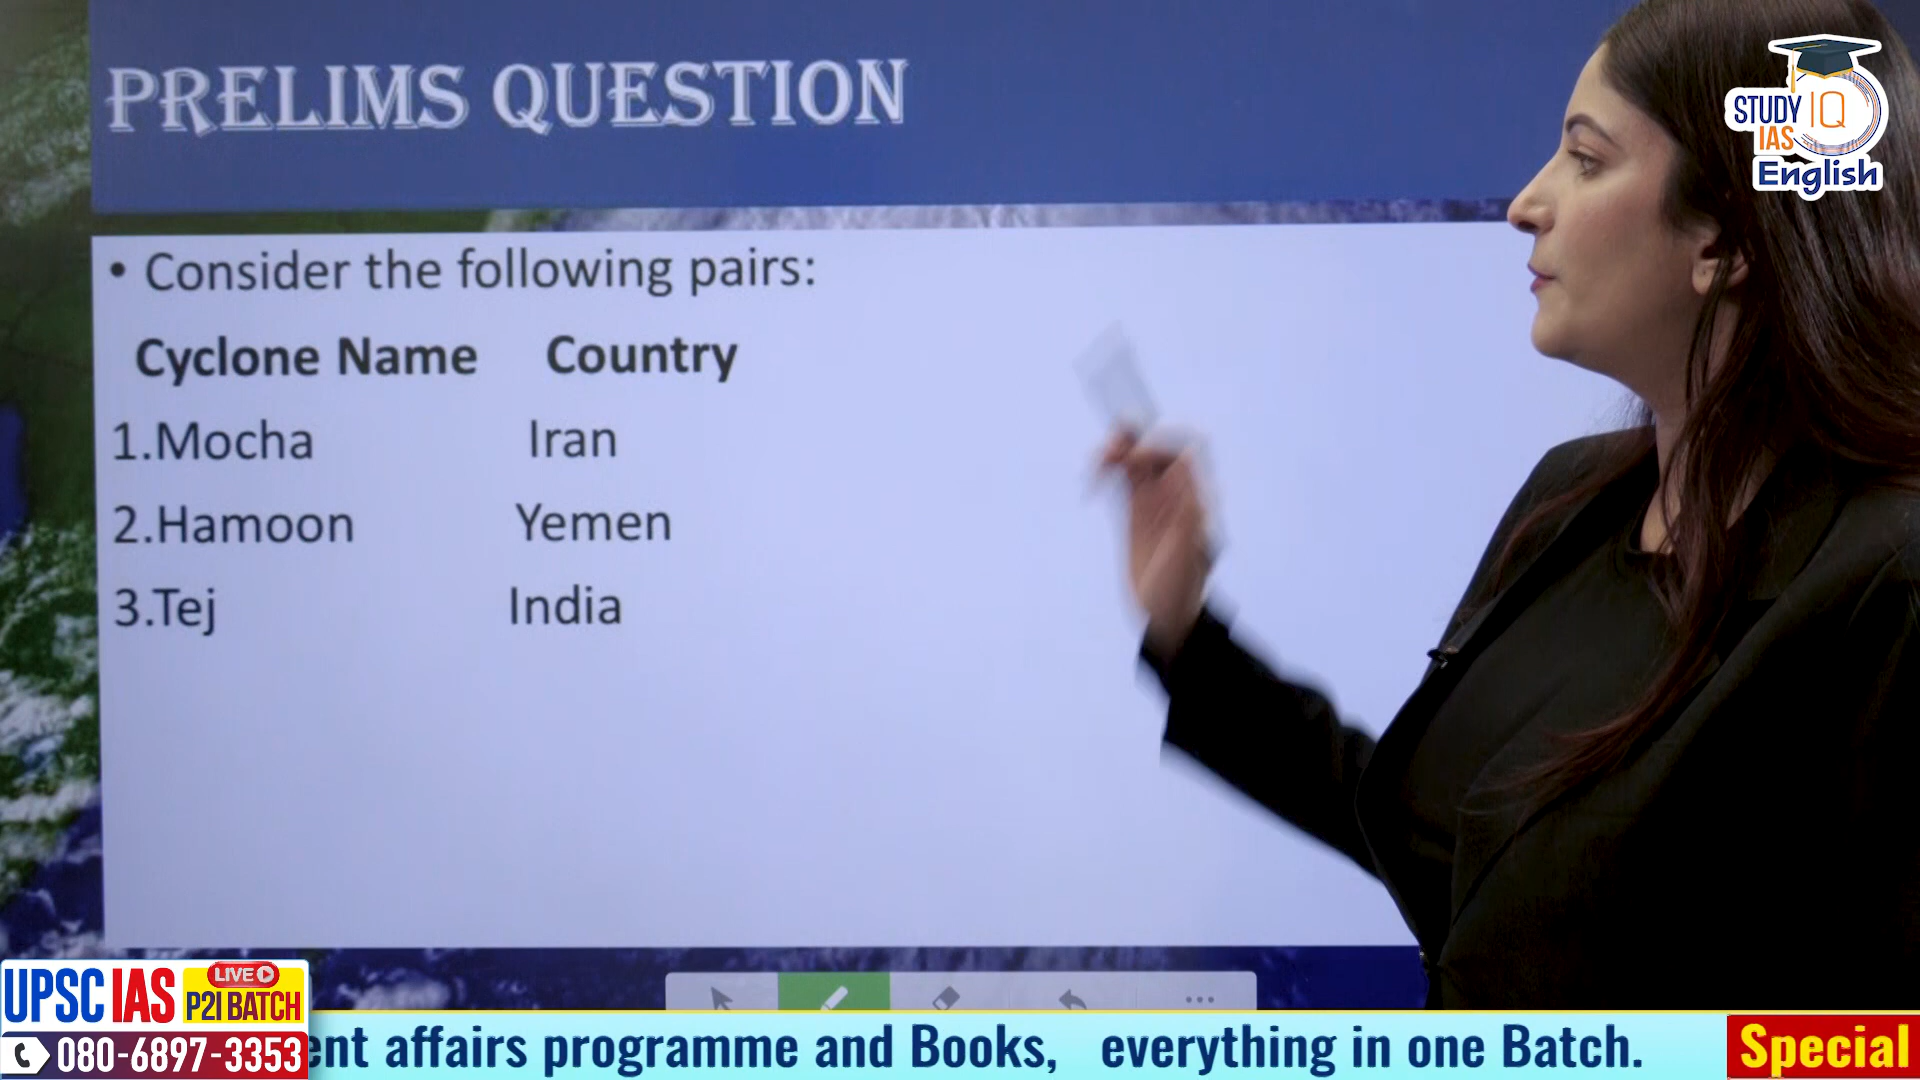 PRELIMS QUESTION
STUDY IQ
IAS
English
• Consider the following pairs:
Cyclone Name Country
1.Mocha Iran
2.Hamoon Yemen
3.Tej India
UPSC IAS LIVE P2I BATCH
080-6897-3353
ent affairs programme and Books, everything in one Batch. Special